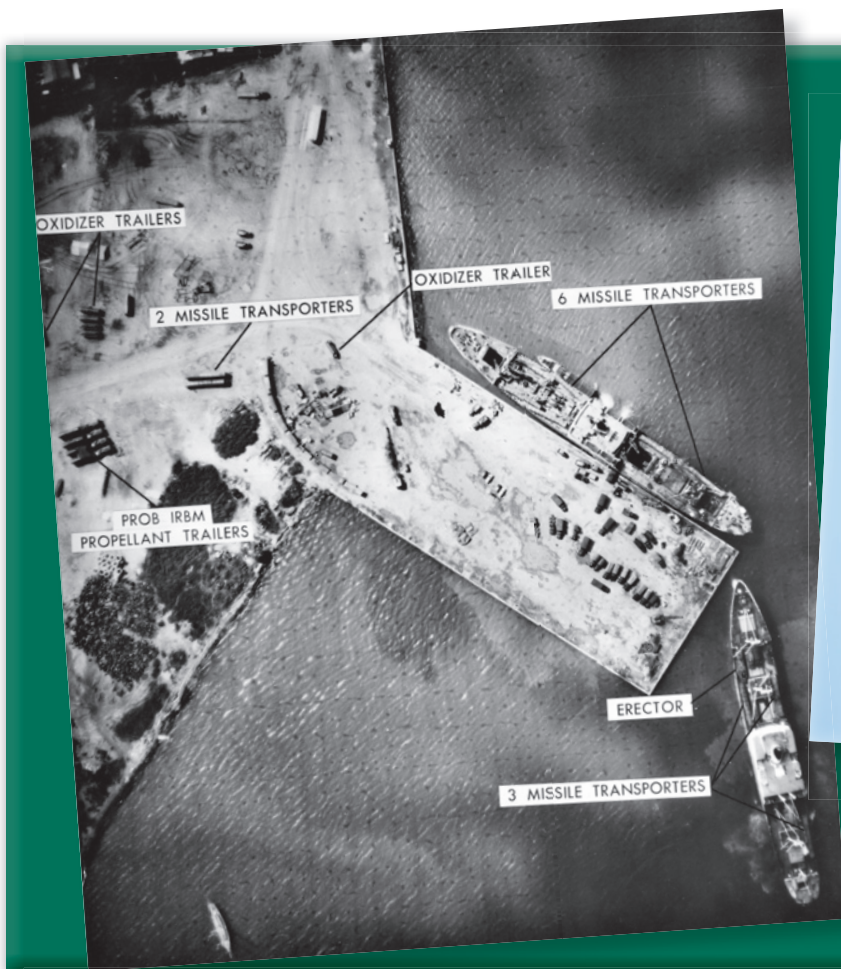 OXIDIZER TRAILERS
OXIDIZER TRAILER
2 MISSILE TRANSPORTERS
6 MISSILE TRANSPORTERS
PROB IRBM
PROPELLANT TRAILERS
ERECTOR
3 MISSILE TRANSPORTERS